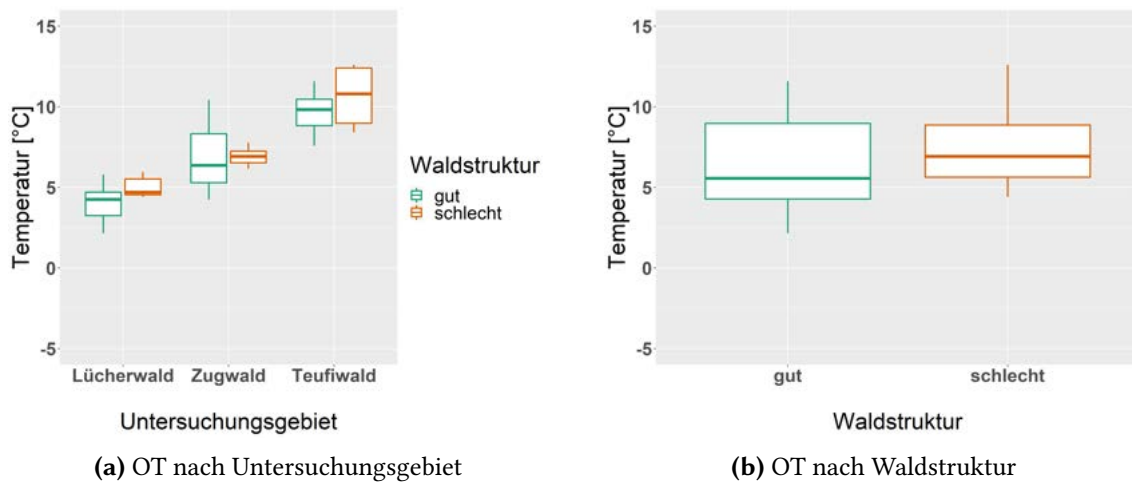 15
10
5
0
-5
Temperatur [°C]
Lücherwald Zugwald Teufiwald
Untersuchungsgebiet
Waldstruktur
gut
schlecht
(a) OT nach Untersuchungsgebiet
15
10
5
0
-5
Temperatur [°C]
gut schlecht
Waldstruktur
(b) OT nach Waldstruktur